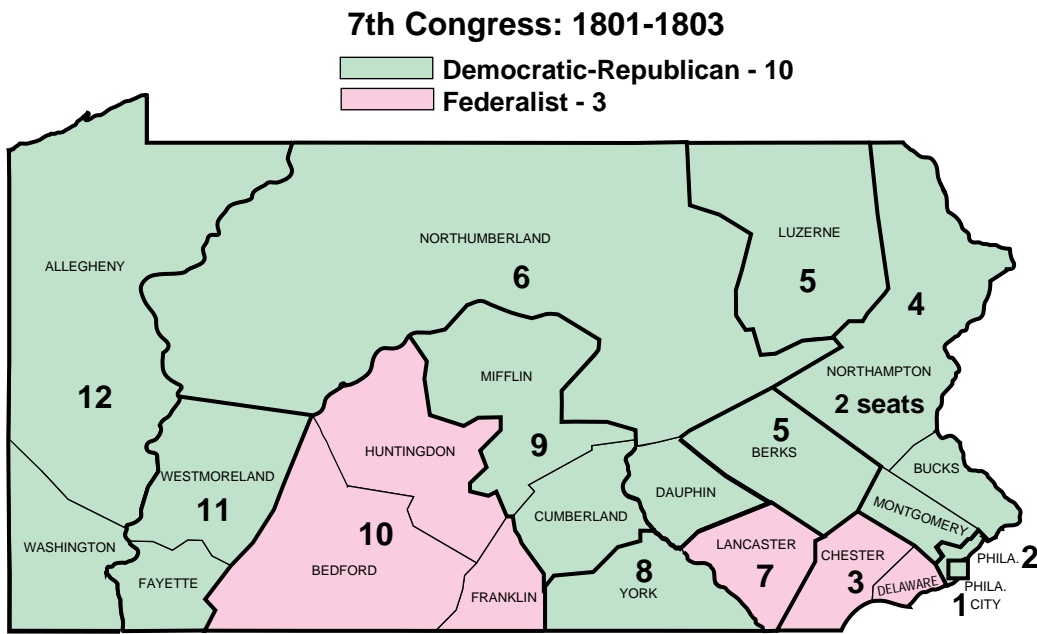 7th Congress: 1801-1803
Democratic-Republican - 10
Federalist - 3
LUZERNE
NORTHUMBERLAND
ALLEGHENY
6
5
4
MIFFLIN
NORTHAMPTON
12
2 seats
5
HUNTINGDON
9
BERKS
BUCKS
WESTMORELAND
DAUPHIN
11
CUMBERLAND
MONTGOMERY
10
WASHINGTON
LANCASTER
CHESTER
PHILA. 2
BEDFORD
8
7
3
FAYETTE
YORK
DELAWARE
PHILA.
FRANKLIN
1 CITY